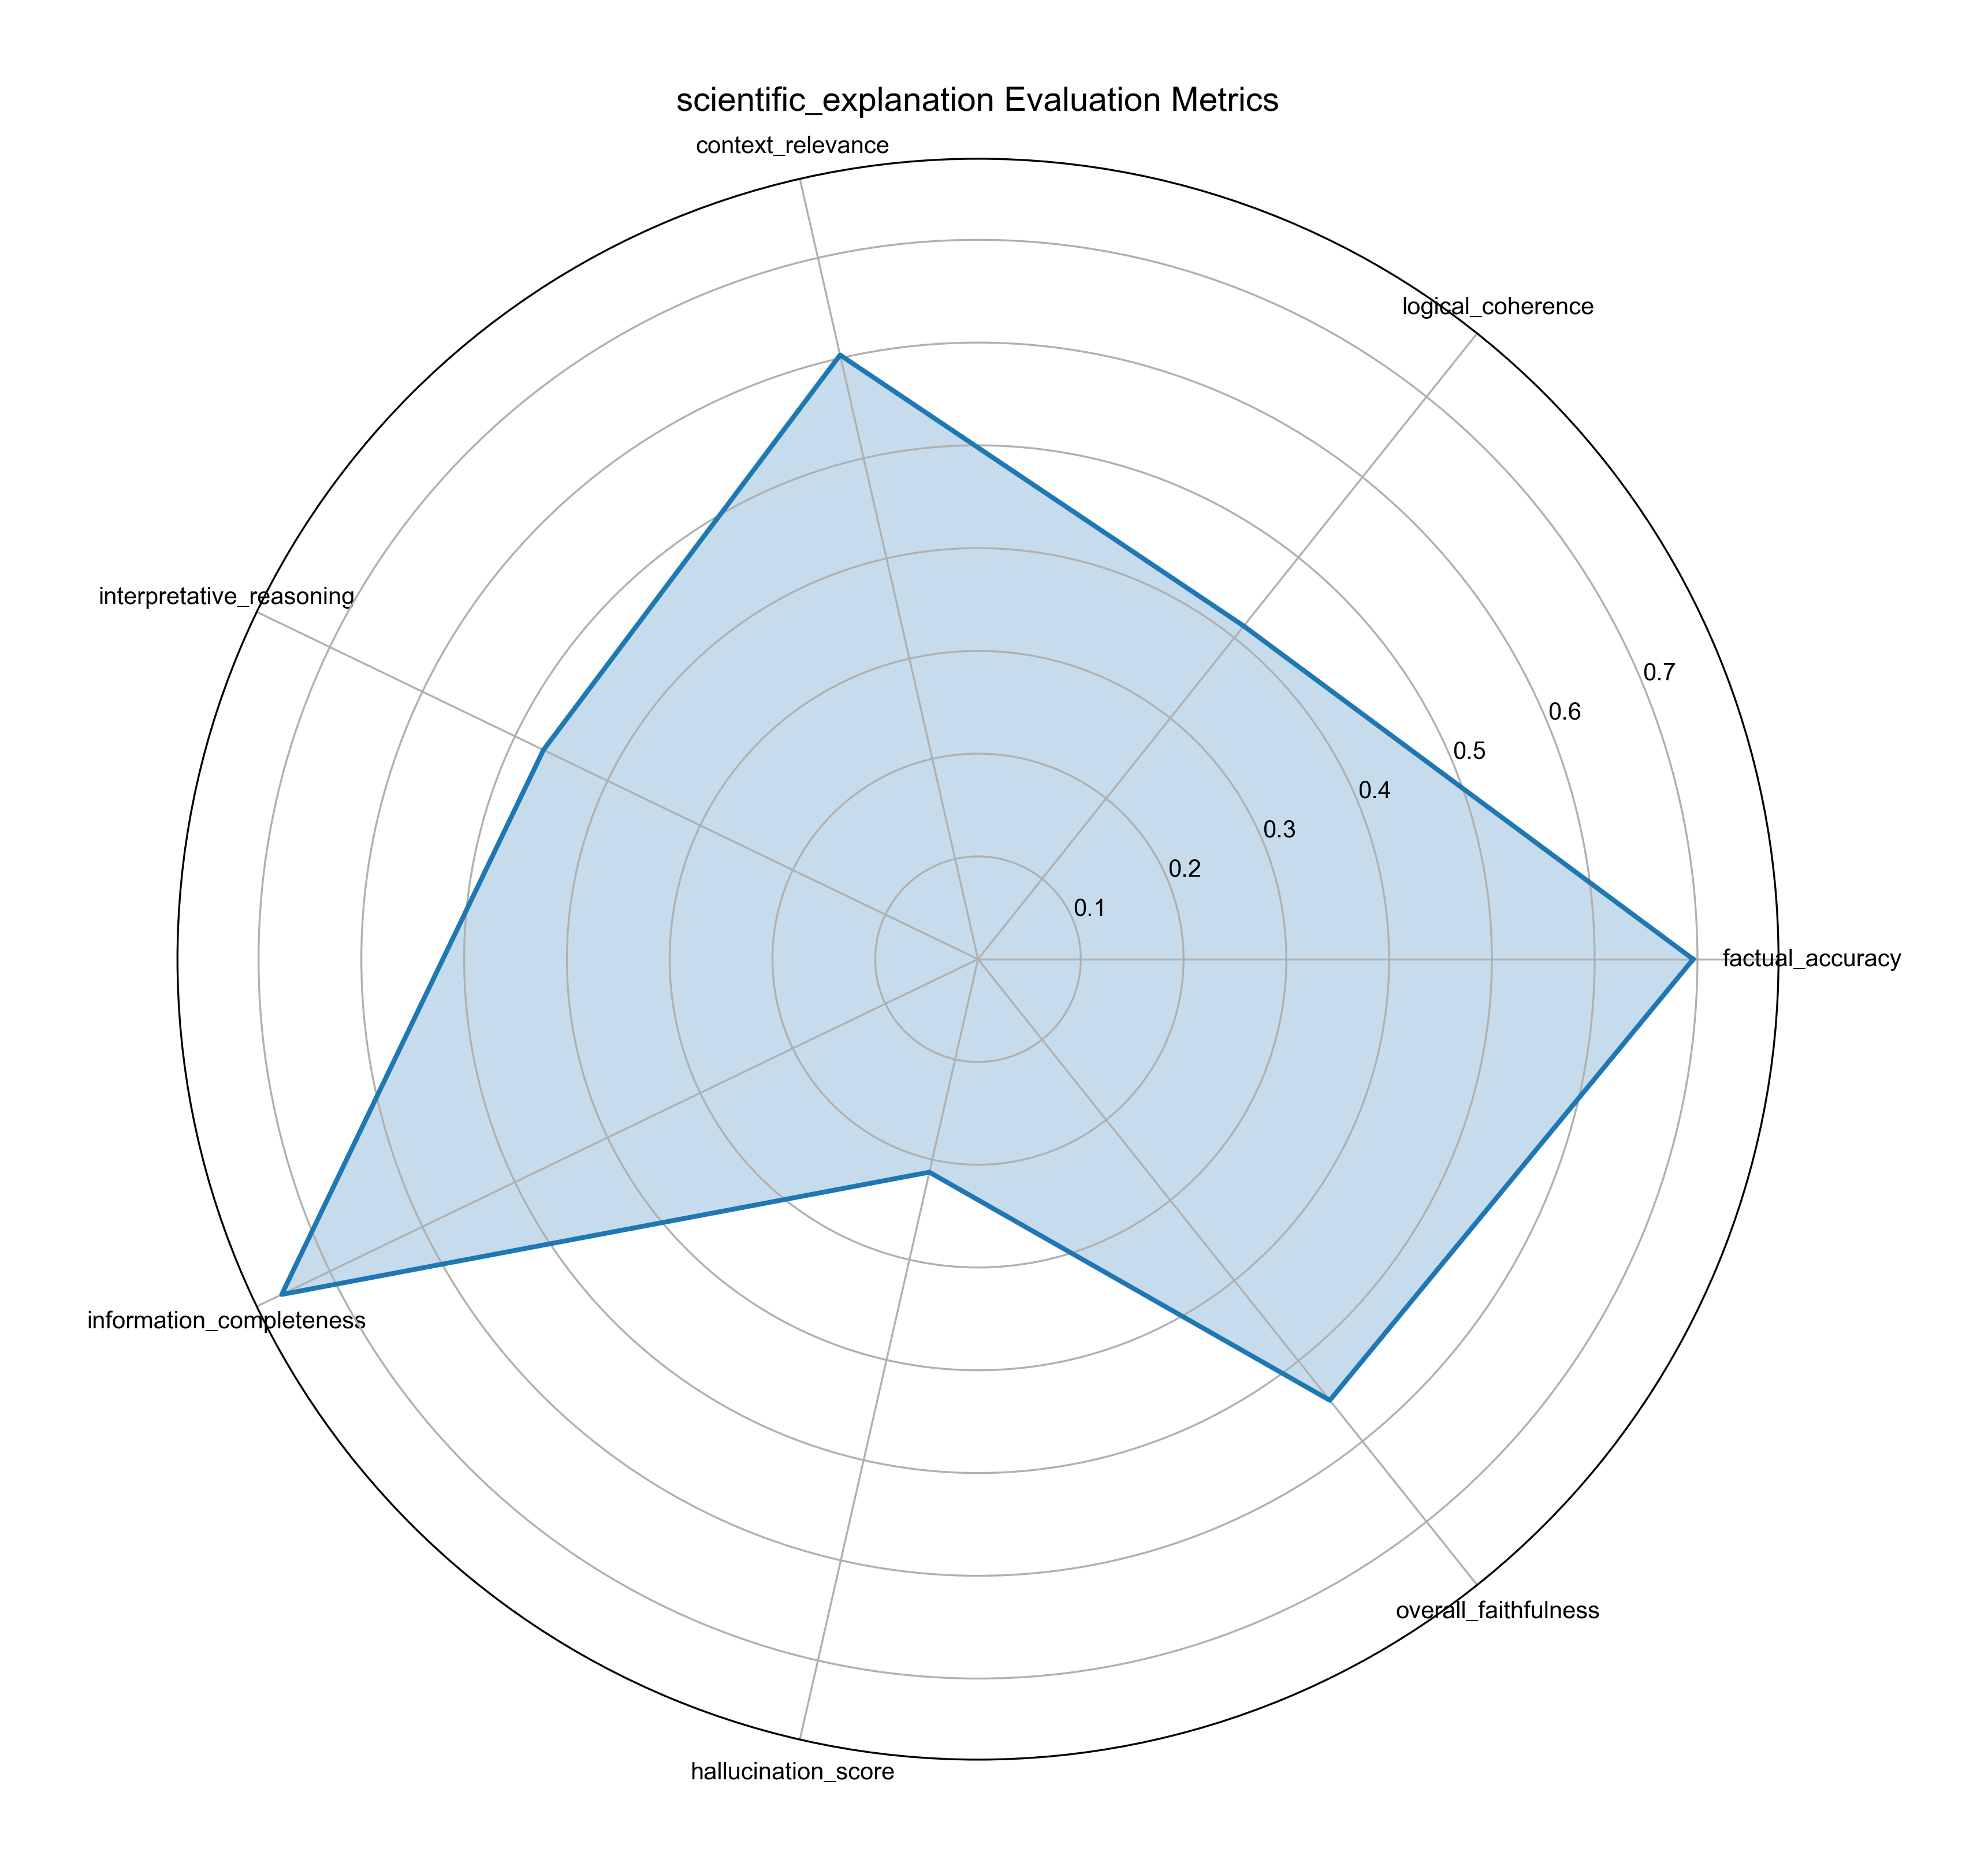 scientific_explanation Evaluation Metrics
context_relevance
logical_coherence
interpretative_reasoning
0.7
0.6
0.5
0.4
0.3
0.2
0.1
factual_accuracy
information_completeness
overall_faithfulness
hallucination_score